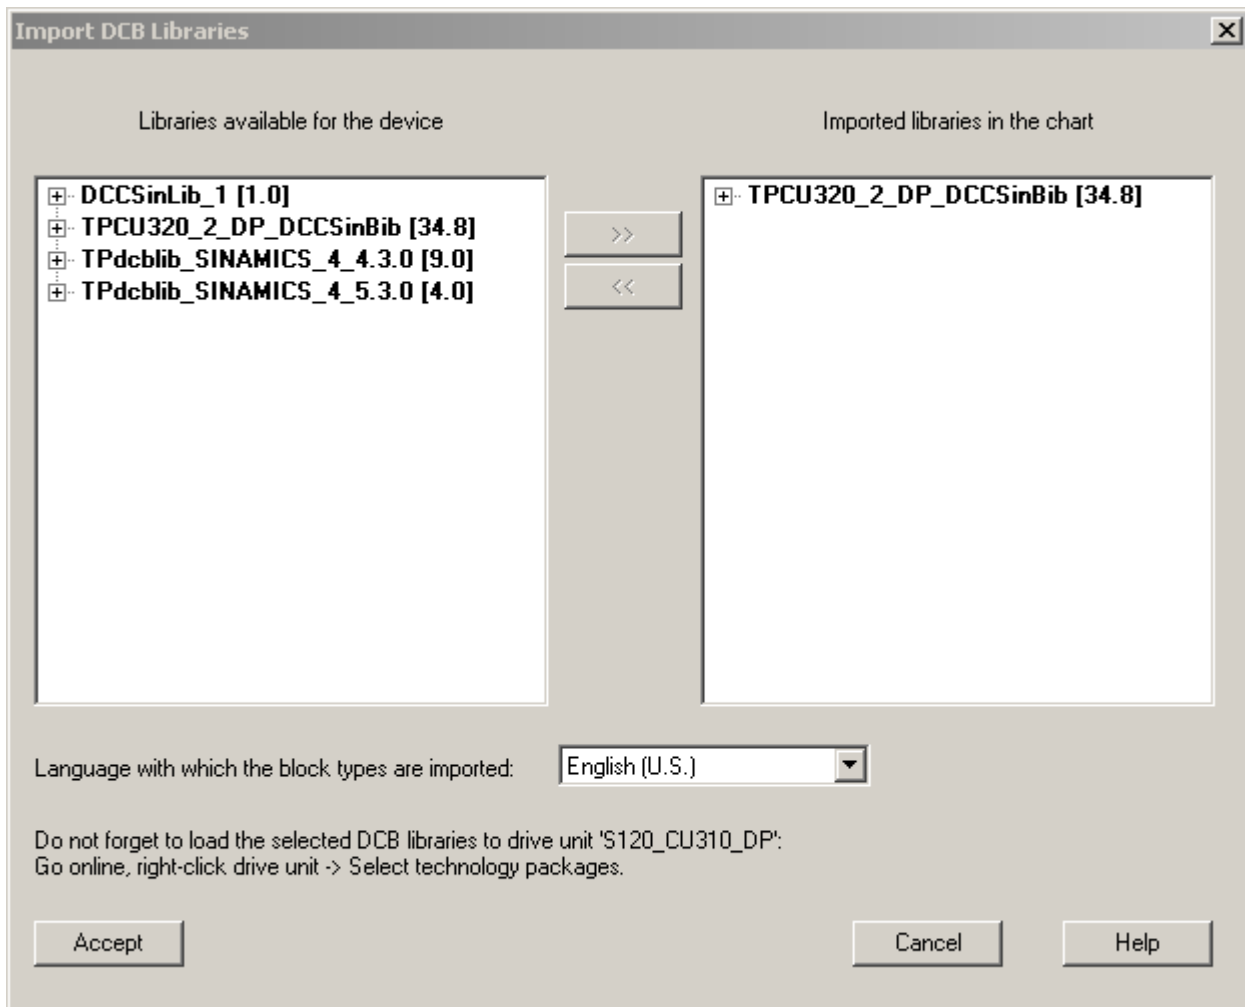 Import DCB Libraries
Libraries available for the device
Imported libraries in the chart
DCCSinLib_1 [1.0]
TPCU320_2_DP_DCCSinBib [34.8]
TPdcblib_SINAMICS_4_4.3.0 [9.0]
TPdcblib_SINAMICS_4_5.3.0 [4.0]
>>
<<
TPCU320_2_DP_DCCSinBib [34.8]
Language with which the block types are imported:
English (U.S.)
Do not forget to load the selected DCB libraries to drive unit 'S120_CU310_DP':
Go online, right-click drive unit -> Select technology packages.
Accept
Cancel
Help